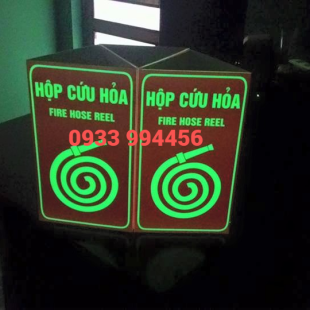 HỘP CỨU HỎA
FIRE HOSE REEL
HỘP CỨU HỎA
FIRE HOSE REEL
0933 994456